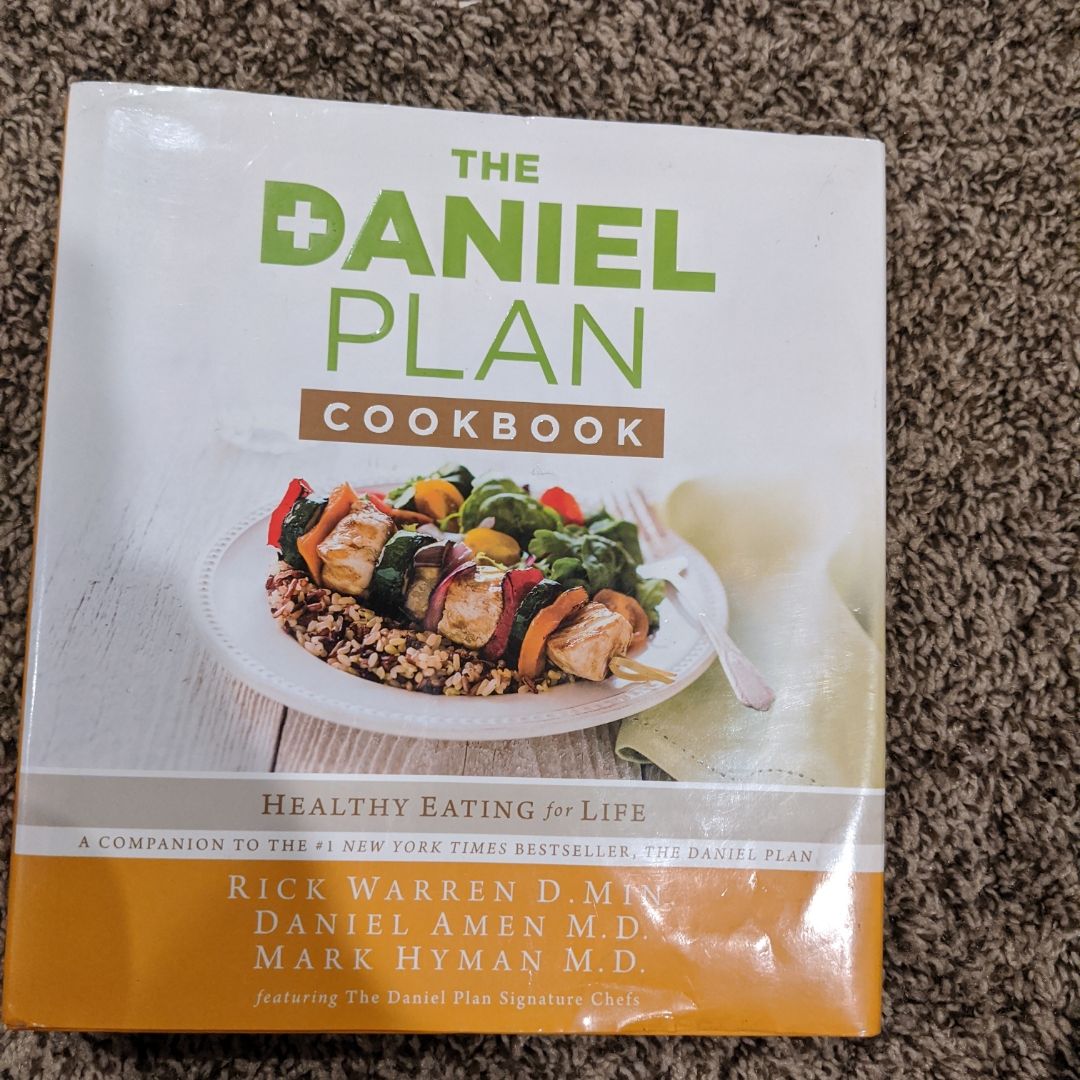 THE
DANIEL
PLAN
COOKBOOK
HEALTHY EATING for LIFE
A COMPANION TO THE #1 NEW YORK TIMES BESTSELLER, THE DANIEL PLAN
RICK WARREN D.MIN.
DANIEL AMEN M.D.
MARK HYMAN M.D.
featuring The Daniel Plan Signature Chefs